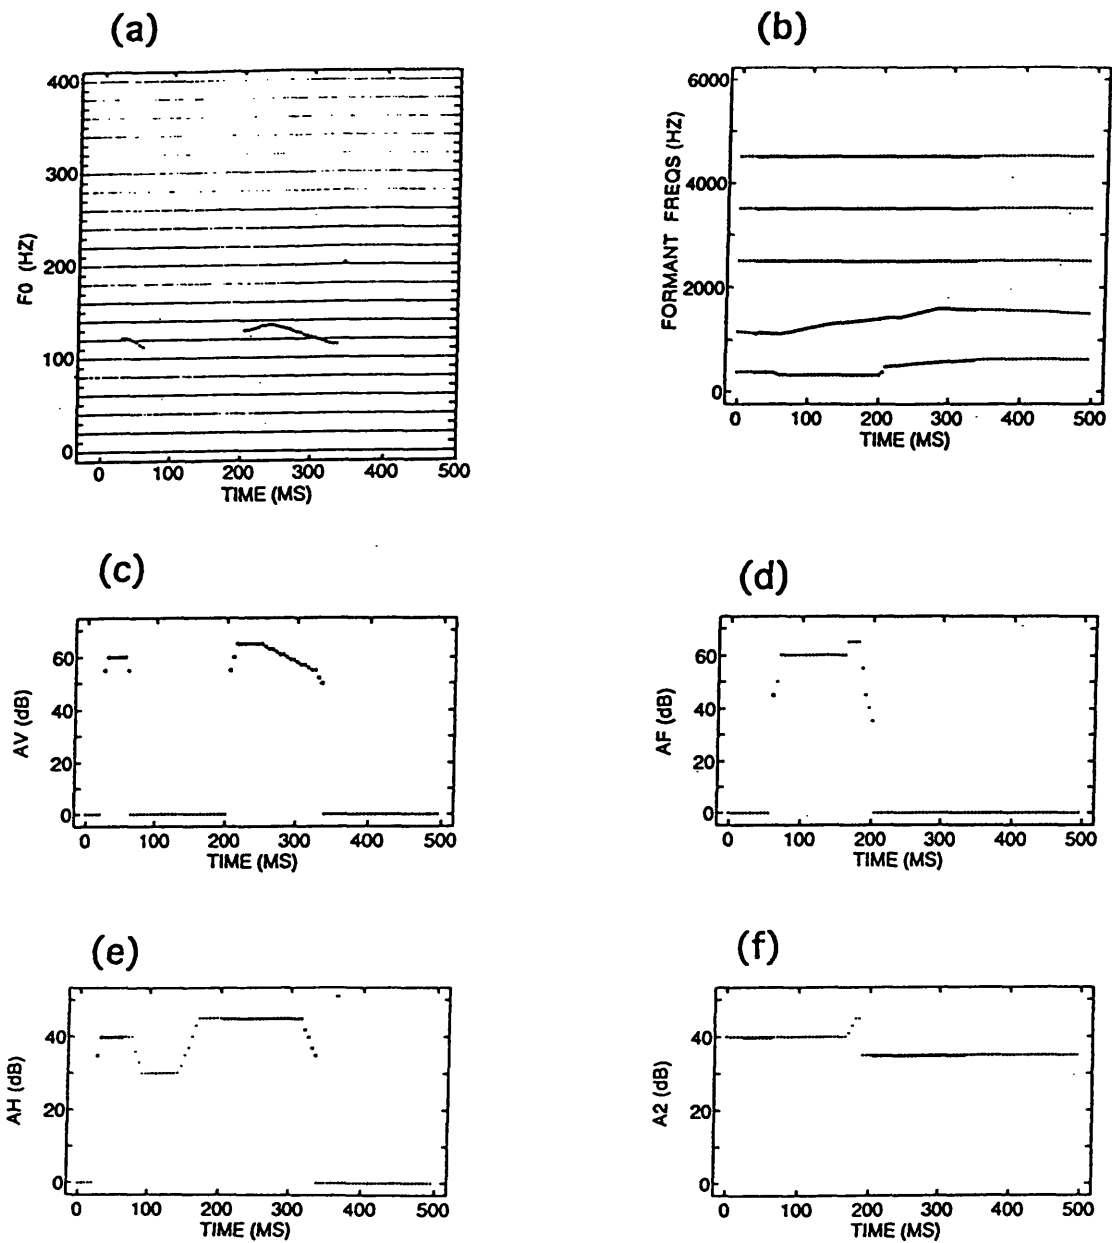 (a)
400
300
200
100
0
F0 (HZ)
0 100 200 300 400 500
TIME (MS)
(b)
6000
4000
2000
0
FORMANT FREQS (HZ)
0 100 200 300 400 500
TIME (MS)
(c)
60
40
20
0
AV (dB)
0 100 200 300 400 500
TIME (MS)
(d)
60
40
20
0
AF (dB)
0 100 200 300 400 500
TIME (MS)
(e)
40
20
0
AH (dB)
0 100 200 300 400 500
TIME (MS)
(f)
40
20
0
A2 (dB)
0 100 200 300 400 500
TIME (MS)